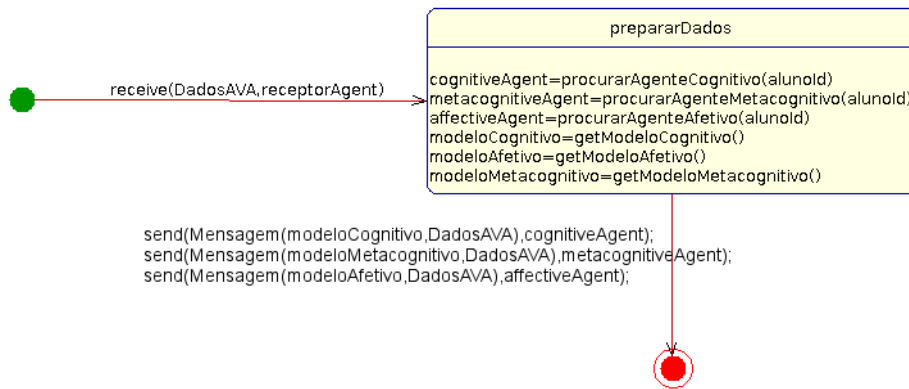 prepararDados
receive(DadosAVA,receptorAgent)
cognitiveAgent=procurarAgenteCognitivo(alunoId)
metacognitiveAgent=procurarAgenteMetacognitivo(alunoId)
affectiveAgent=procurarAgenteAfetivo(alunoId)
modeloCognitivo=getModeloCognitivo()
modeloAfetivo=getModeloAfetivo()
modeloMetacognitivo=getModeloMetacognitivo()
send(Mensagem(modeloCognitivo,DadosAVA),cognitiveAgent);
send(Mensagem(modeloMetacognitivo,DadosAVA),metacognitiveAgent);
send(Mensagem(modeloAfetivo,DadosAVA),affectiveAgent);